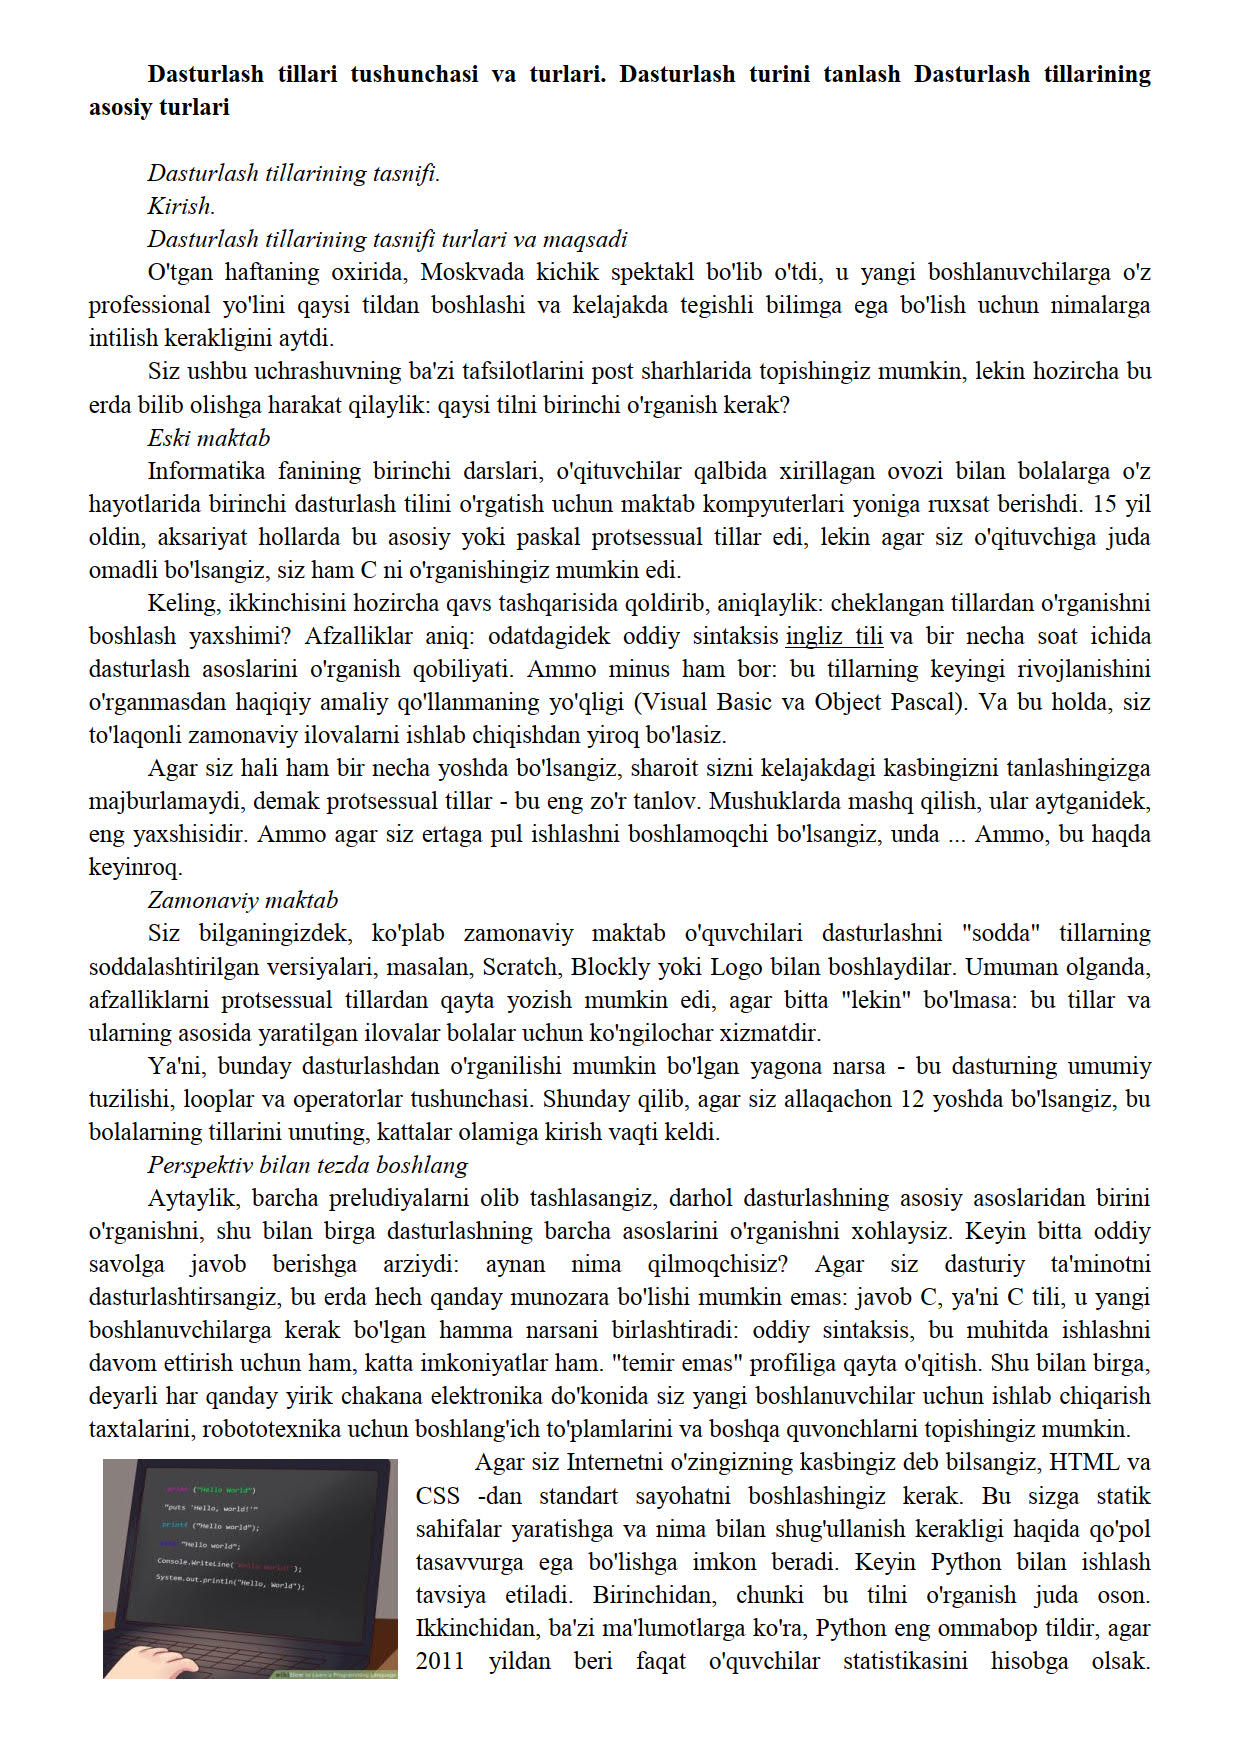 Dasturlash tillari tushunchasi va turlari. Dasturlash turini tanlash Dasturlash tillarining
asosiy turlari
Dasturlash tillarining tasnifi.
Kirish.
Dasturlash tillarining tasnifi turlari va maqsadi
O'tgan haftaning oxirida, Moskvada kichik spektakl bo'lib o'tdi, u yangi boshlanuvchilarga o'z
professional yo'lini qaysi tildan boshlashi va kelajakda tegishli bilimga ega bo'lish uchun nimalarga
intilish kerakligini aytdi.
Siz ushbu uchrashuvning ba'zi tafsilotlarini post sharhlarida topishingiz mumkin, lekin hozircha bu
erda bilib olishga harakat qilaylik: qaysi tilni birinchi o'rganish kerak?
Eski maktab
Informatika fanining birinchi darslari, o'qituvchilar qalbida xirillagan ovozi bilan bolalarga o'z
hayotlarida birinchi dasturlash tilini o'rgatish uchun maktab kompyuterlari yoniga ruxsat berishdi. 15 yil
oldin, aksariyat hollarda bu asosiy yoki paskal protsessual tillar edi, lekin agar siz o'qituvchiga juda
omadli bo'lsangiz, siz ham C ni o'rganishingiz mumkin edi.
Keling, ikkinchisini hozircha qavs tashqarisida qoldirib, aniqlaylik: cheklangan tillardan o'rganishni
boshlash yaxshimi? Afzalliklar aniq: odatdagidek oddiy sintaksis ingliz tili va bir necha soat ichida
dasturlash asoslarini o'rganish qobiliyati. Ammo minus ham bor: bu tillarning keyingi rivojlanishini
o'rganmasdan haqiqiy amaliy qo'llanmaning yo'qligi (Visual Basic va Object Pascal). Va bu holda, siz
to'laqonli zamonaviy ilovalarni ishlab chiqishdan yiroq bo'lasiz.
Agar siz hali ham bir necha yoshda bo'lsangiz, sharoit sizni kelajakdagi kasbingizni tanlashingizga
majburlamaydi, demak protsessual tillar - bu eng zo'r tanlov. Mushuklarda mashq qilish, ular aytganidek,
eng yaxshisidir. Ammo agar siz ertaga pul ishlashni boshlamoqchi bo'lsangiz, unda ... Ammo, bu haqda
keyinroq.
Zamonaviy maktab
Siz bilganingizdek, ko'plab zamonaviy maktab o'quvchilari dasturlashni "sodda" tillarning
soddalashtirilgan versiyalari, masalan, Scratch, Blockly yoki Logo bilan boshlaydilar. Umuman olganda,
afzalliklarni protsessual tillardan qayta yozish mumkin edi, agar bitta "lekin" bo'lmasa: bu tillar va
ularning asosida yaratilgan ilovalar bolalar uchun ko'ngilochar xizmatdir.
Ya'ni, bunday dasturlashdan o'rganilishi mumkin bo'lgan yagona narsa - bu dasturning umumiy
tuzilishi, looplar va operatorlar tushunchasi. Shunday qilib, agar siz allaqachon 12 yoshda bo'lsangiz, bu
bolalarning tillarini unuting, kattalar olamiga kirish vaqti keldi.
Perspektiv bilan tezda boshlang
Aytaylik, barcha preludiyalarni olib tashlasangiz, darhol dasturlashning asosiy asoslaridan birini
o'rganishni, shu bilan birga dasturlashning barcha asoslarini o'rganishni xohlaysiz. Keyin bitta oddiy
savolga javob berishga arziydi: aynan nima qilmoqchisiz? Agar siz dasturiy ta'minotni
dasturlashtirsangiz, bu erda hech qanday munozara bo'lishi mumkin emas: javob C, ya'ni C tili, u yangi
boshlanuvchilarga kerak bo'lgan hamma narsani birlashtiradi: oddiy sintaksis, bu muhitda ishlashni
davom ettirish uchun ham, katta imkoniyatlar ham. "temir emas" profiliga qayta o'qitish. Shu bilan birga,
deyarli har qanday yirik chakana elektronika do'konida siz yangi boshlanuvchilar uchun ishlab chiqarish
taxtalarini, robototexnika uchun boshlang'ich to'plamlarini va boshqa quvonchlarni topishingiz mumkin.
Agar siz Internetni o'zingizning kasbingiz deb bilsangiz, HTML va
CSS -dan standart sayohatni boshlashingiz kerak. Bu sizga statik
sahifalar yaratishga va nima bilan shug'ullanish kerakligi haqida qo'pol
tasavvurga ega bo'lishga imkon beradi. Keyin Python bilan ishlash
tavsiya etiladi. Birinchidan, chunki bu tilni o'rganish juda oson.
Ikkinchidan, ba'zi ma'lumotlarga ko'ra, Python eng ommabop tildir, agar
2011 yildan beri faqat o'quvchilar statistikasini hisobga olsak.
print ("Hello World")
"puts 'Hello, world!'"
printf ("Hello world");
"Hello world";
Console.WriteLine("Hello World!");
System.out.println("Hello, World");
How to Learn a Programming Language